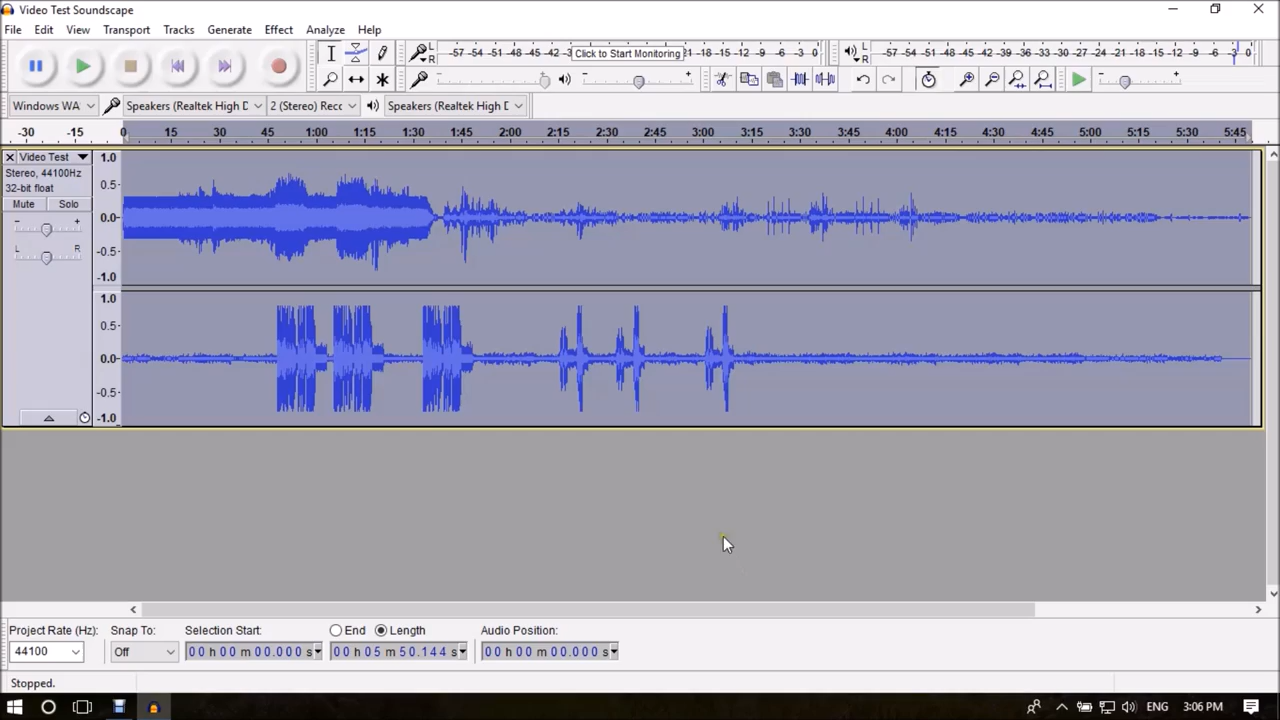 Video Test Soundscape
File Edit View Transport Tracks Generate Effect Analyze Help
L R -57 -54 -51 -48 -45 -42 Click to Start Monitoring -18 -15 -12 -9 -6 -3 0
L R -57 -54 -51 -48 -45 -42 -39 -36 -33 -30 -27 -24 -21 -18 -15 -12 -9 -6 -3 0
- + - + - +
Windows WA Speakers (Realtek High D 2 (Stereo) Recc Speakers (Realtek High D
-30 -15 0 15 30 45 1:00 1:15 1:30 1:45 2:00 2:15 2:30 2:45 3:00 3:15 3:30 3:45 4:00 4:15 4:30 4:45 5:00 5:15 5:30 5:45
Video Test
Stereo, 44100Hz
32-bit float
Mute Solo
- +
L R
1.0
0.5
0.0
-0.5
-1.0
1.0
0.5
0.0
-0.5
-1.0
Project Rate (Hz): Snap To: Selection Start: End Length Audio Position:
44100 Off 00 h 00 m 00.000 s 00 h 05 m 50.144 s 00 h 00 m 00.000 s
Stopped.
ENG 3:06 PM